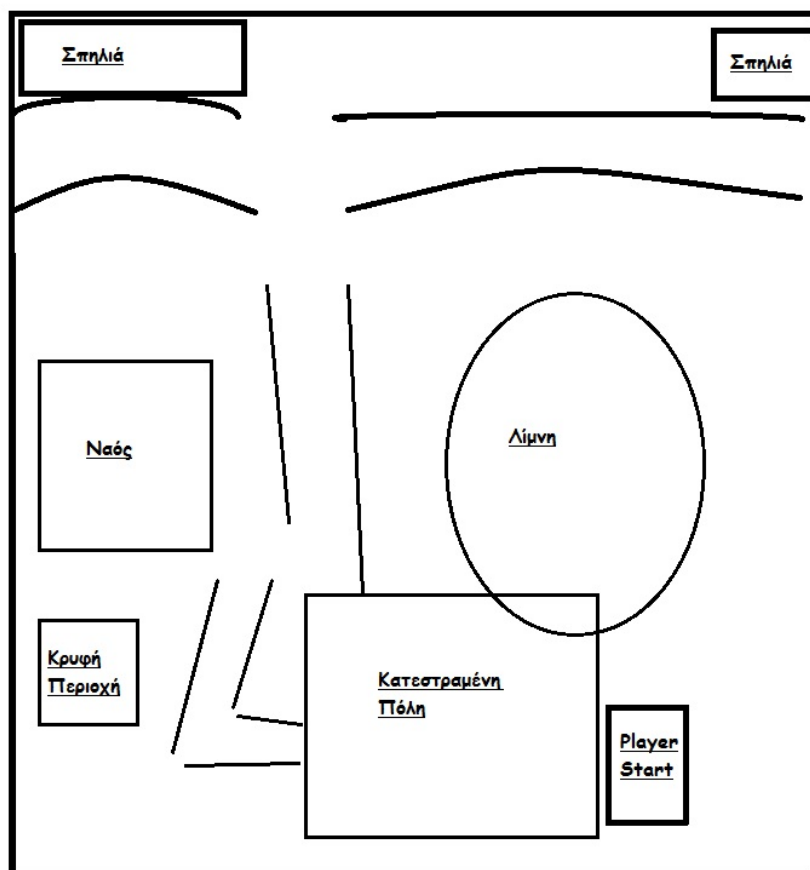 Σπηλιά
Σπηλιά
Ναός
Λίμνη
Κρυφή
Περιοχή
Κατεστραμένη
Πόλη
Player
Start